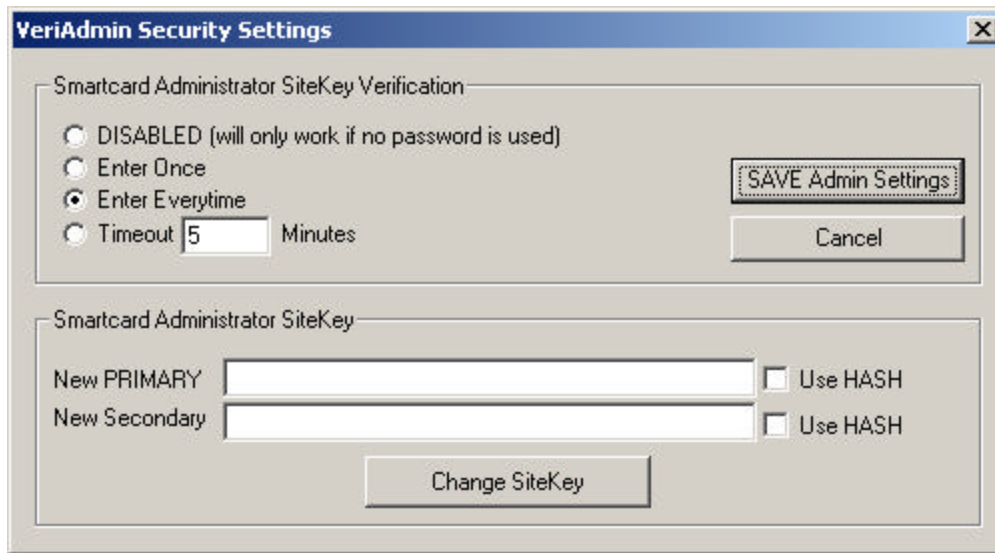 VeriAdmin Security Settings
Smartcard Administrator SiteKey Verification
DISABLED (will only work if no password is used)
Enter Once
Enter Everytime
Timeout 5 Minutes
SAVE Admin Settings
Cancel
Smartcard Administrator SiteKey
New PRIMARY Use HASH
New Secondary Use HASH
Change SiteKey